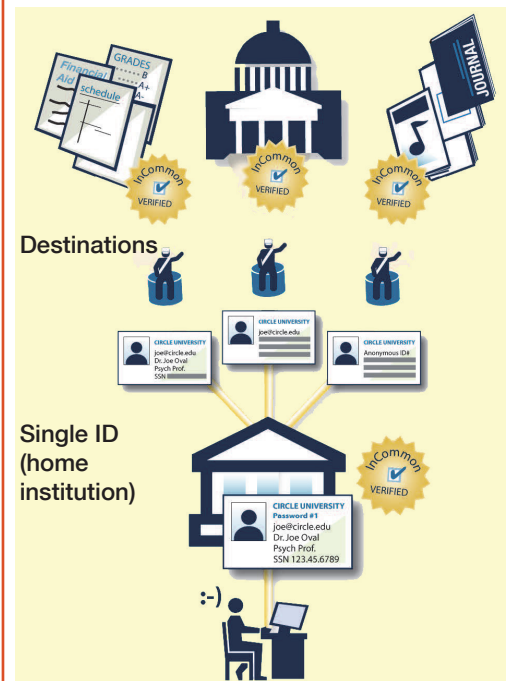 GRADES
B
A+
A-
Financial
Aid
schedule
JOURNAL
InCommon
VERIFIED
InCommon
VERIFIED
InCommon
VERIFIED
Destinations
CIRCLE UNIVERSITY
joe@circle.edu
Dr. Joe Oval
Psych Prof.
SSN
CIRCLE UNIVERSITY
joe@circle.edu
CIRCLE UNIVERSITY
Anonymous ID#
Single ID
(home
institution)
InCommon
VERIFIED
CIRCLE UNIVERSITY
Password #1
joe@circle.edu
Dr. Joe Oval
Psych Prof.
SSN 123.45.6789
:-)